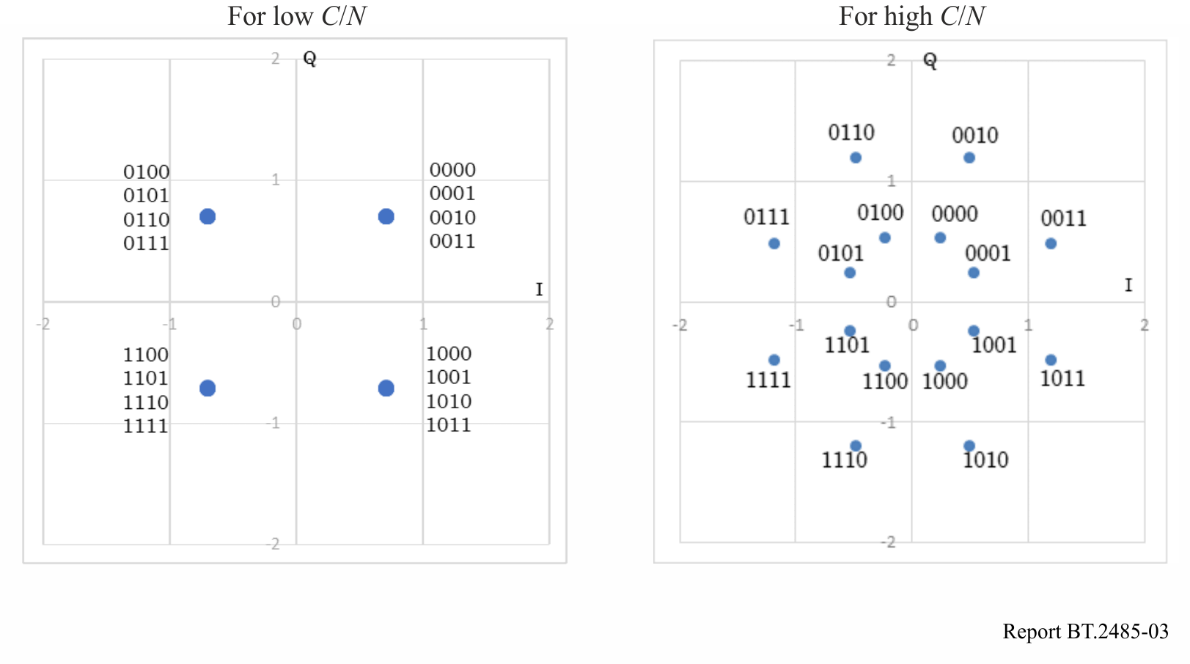 For low C/N
For high C/N
2 Q
0100
0101
0110
0111
1
0000
0001
0010
0011
I
0
-2 -1 0 1 2
1100
1101
1110
1111
-1
1000
1001
1010
1011
-2
2 Q
0110 0010
1
0111 0100 0000 0011
0101 0001
I
0
-2 -1 0 1 2
1101 1001
1111 1100 1000 1011
-1
1110 1010
-2
Report BT.2485-03